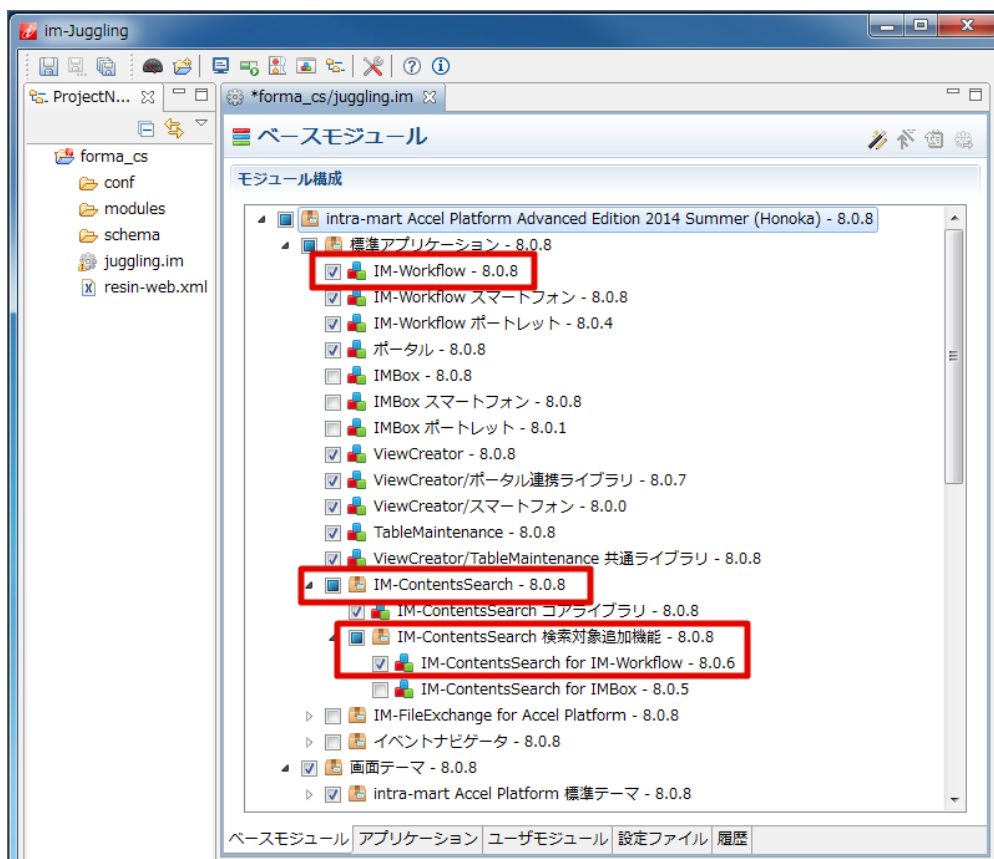 im-Juggling
ProjectN...
forma_cs
conf
modules
schema
juggling.im
resin-web.xml
*forma_cs/juggling.im
ベースモジュール
モジュール構成
intra-mart Accel Platform Advanced Edition 2014 Summer (Honoka) - 8.0.8
標準アプリケーション - 8.0.8
IM-Workflow - 8.0.8
IM-Workflow スマートフォン - 8.0.8
IM-Workflow ポートレット - 8.0.4
ポータル - 8.0.8
IMBox - 8.0.8
IMBox スマートフォン - 8.0.8
IMBox ポートレット - 8.0.1
ViewCreator - 8.0.8
ViewCreator/ポータル連携ライブラリ - 8.0.7
ViewCreator/スマートフォン - 8.0.0
TableMaintenance - 8.0.8
ViewCreator/TableMaintenance 共通ライブラリ - 8.0.8
IM-ContentsSearch - 8.0.8
IM-ContentsSearch コアライブラリ - 8.0.8
IM-ContentsSearch 検索対象追加機能 - 8.0.8
IM-ContentsSearch for IM-Workflow - 8.0.6
IM-ContentsSearch for IMBox - 8.0.5
IM-FileExchange for Accel Platform - 8.0.8
イベントナビゲータ - 8.0.8
画面テーマ - 8.0.8
intra-mart Accel Platform 標準テーマ - 8.0.8
ベースモジュール アプリケーション ユーザモジュール 設定ファイル 履歴